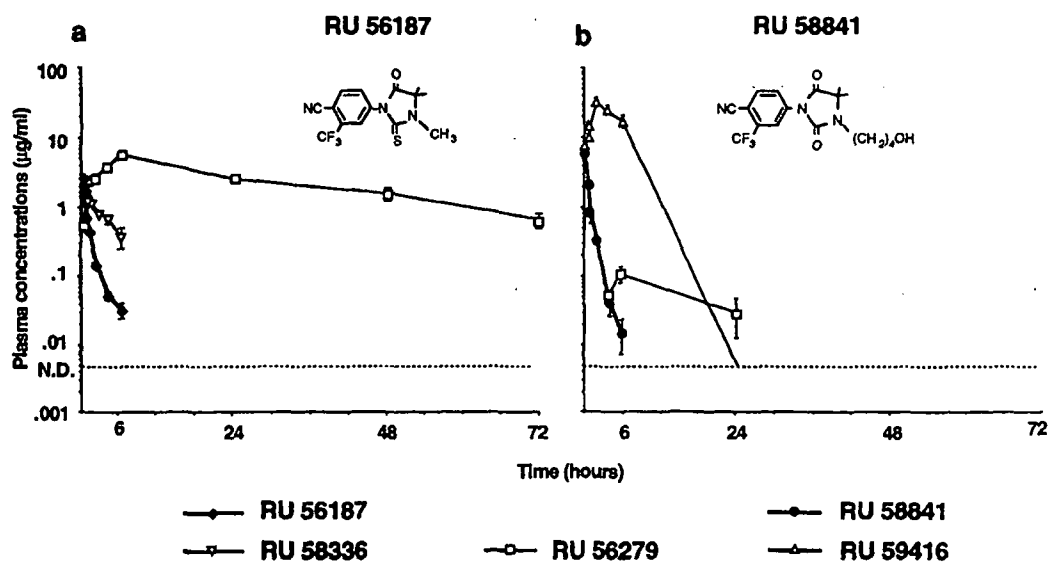 a RU 56187
b RU 58841
Plasma concentrations (µg/ml)
100
10
1
.1
.01
N.D.
.001
O
NC
CF₃
N
N
S
CH₃
O
NC
CF₃
N
N
O
(CH₂)₄OH
6 24 48 72
6 24 48 72
Time (hours)
RU 56187
RU 58841
RU 58336
RU 56279
RU 59416